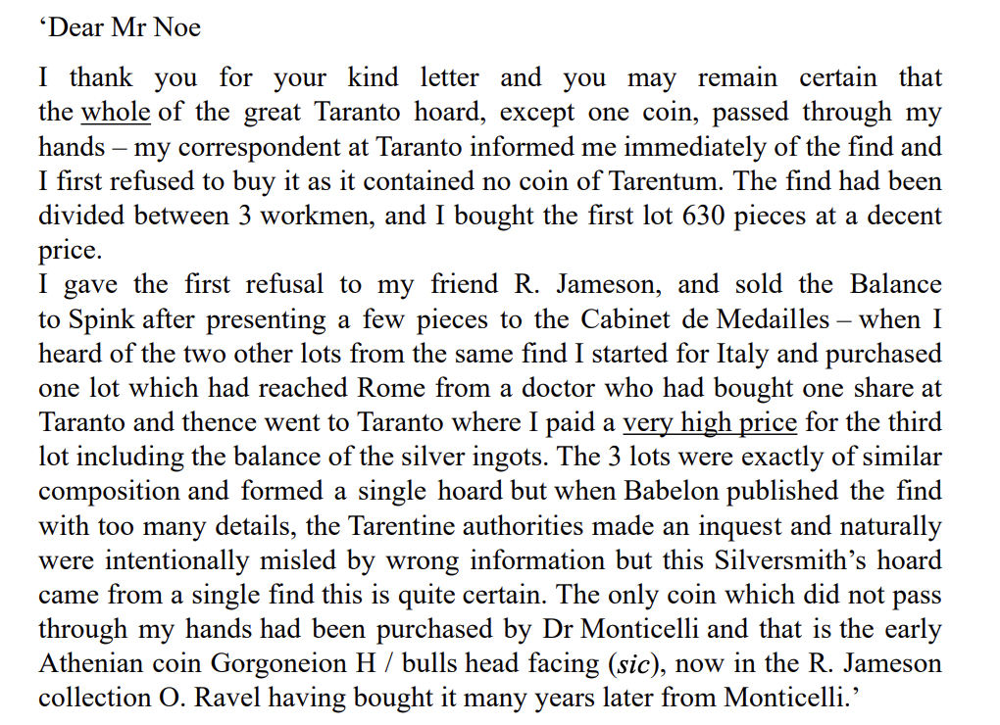 ‘Dear Mr Noe
I thank you for your kind letter and you may remain certain that
the whole of the great Taranto hoard, except one coin, passed through my
hands – my correspondent at Taranto informed me immediately of the find and
I first refused to buy it as it contained no coin of Tarentum. The find had been
divided between 3 workmen, and I bought the first lot 630 pieces at a decent
price.
I gave the first refusal to my friend R. Jameson, and sold the Balance
to Spink after presenting a few pieces to the Cabinet de Medailles – when I
heard of the two other lots from the same find I started for Italy and purchased
one lot which had reached Rome from a doctor who had bought one share at
Taranto and thence went to Taranto where I paid a very high price for the third
lot including the balance of the silver ingots. The 3 lots were exactly of similar
composition and formed a single hoard but when Babelon published the find
with too many details, the Tarentine authorities made an inquest and naturally
were intentionally misled by wrong information but this Silversmith’s hoard
came from a single find this is quite certain. The only coin which did not pass
through my hands had been purchased by Dr Monticelli and that is the early
Athenian coin Gorgoneion H / bulls head facing (sic), now in the R. Jameson
collection O. Ravel having bought it many years later from Monticelli.’